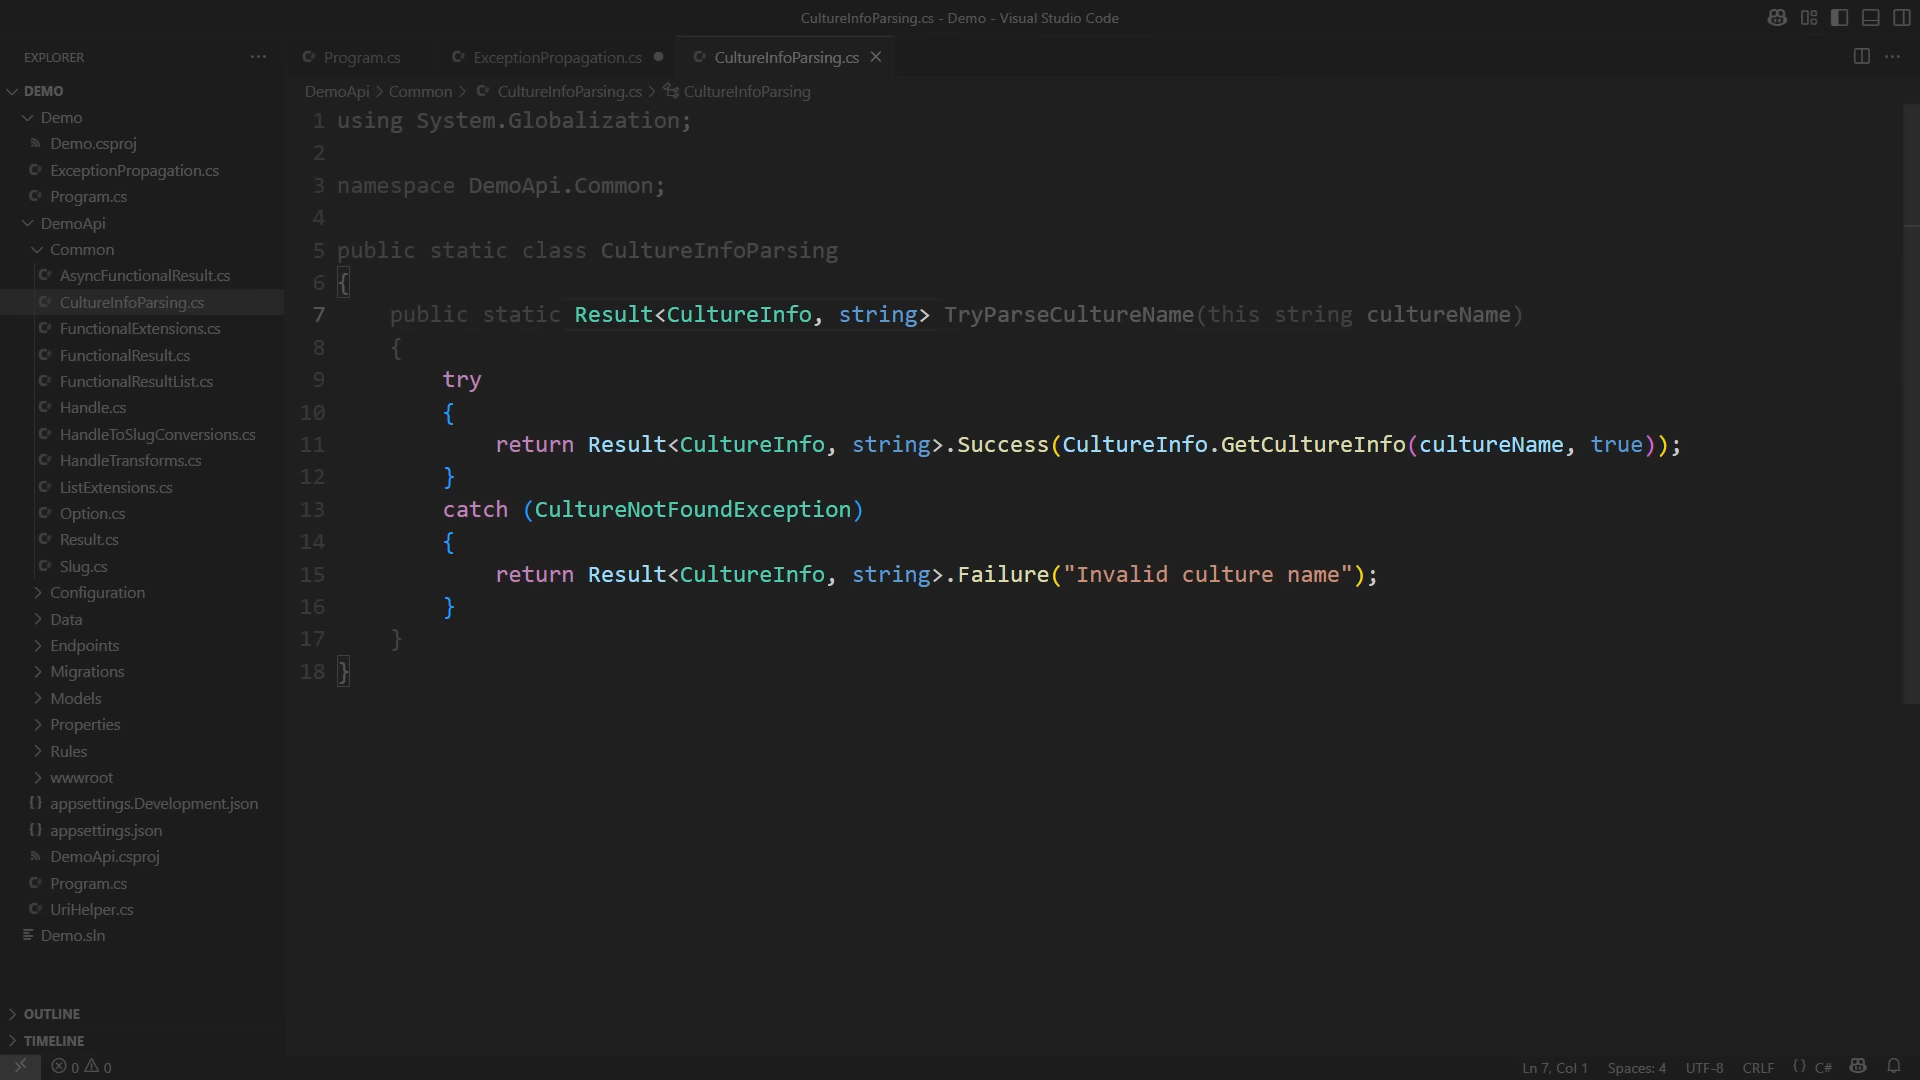 CultureInfoParsing.cs - Demo - Visual Studio Code
EXPLORER
DEMO
Demo
Demo.csproj
ExceptionPropagation.cs
Program.cs
DemoApi
Common
AsyncFunctionalResult.cs
CultureInfoParsing.cs
FunctionalExtensions.cs
FunctionalResult.cs
FunctionalResultList.cs
Handle.cs
HandleToSlugConversions.cs
HandleTransforms.cs
ListExtensions.cs
Option.cs
Result.cs
Slug.cs
Configuration
Data
Endpoints
Migrations
Models
Properties
Rules
wwwroot
appsettings.Development.json
appsettings.json
DemoApi.csproj
Program.cs
UriHelper.cs
Demo.sln
OUTLINE
TIMELINE
Program.cs ExceptionPropagation.cs CultureInfoParsing.cs
DemoApi > Common > CultureInfoParsing.cs > CultureInfoParsing
1 using System.Globalization;
2
3 namespace DemoApi.Common;
4
5 public static class CultureInfoParsing
6 {
7     public static Result<CultureInfo, string> TryParseCultureName(this string cultureName)
8     {
9         try
10         {
11             return Result<CultureInfo, string>.Success(CultureInfo.GetCultureInfo(cultureName, true));
12         }
13         catch (CultureNotFoundException)
14         {
15             return Result<CultureInfo, string>.Failure("Invalid culture name");
16         }
17     }
18 }
0 0 Ln 7, Col 1 Spaces: 4 UTF-8 CRLF {} C#